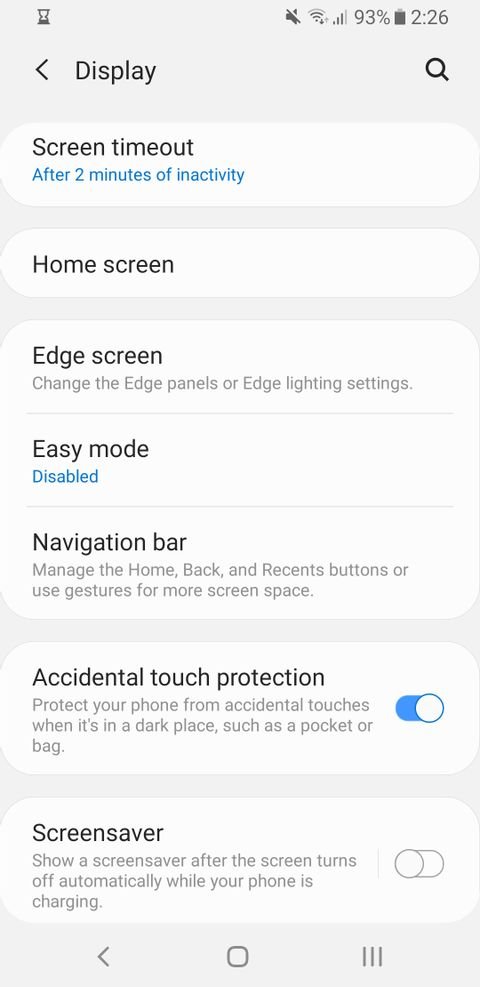 93% 2:26
Display
Screen timeout
After 2 minutes of inactivity
Home screen
Edge screen
Change the Edge panels or Edge lighting settings.
Easy mode
Disabled
Navigation bar
Manage the Home, Back, and Recents buttons or
use gestures for more screen space.
Accidental touch protection
Protect your phone from accidental touches
when it's in a dark place, such as a pocket or
bag.
Screensaver
Show a screensaver after the screen turns
off automatically while your phone is
charging.